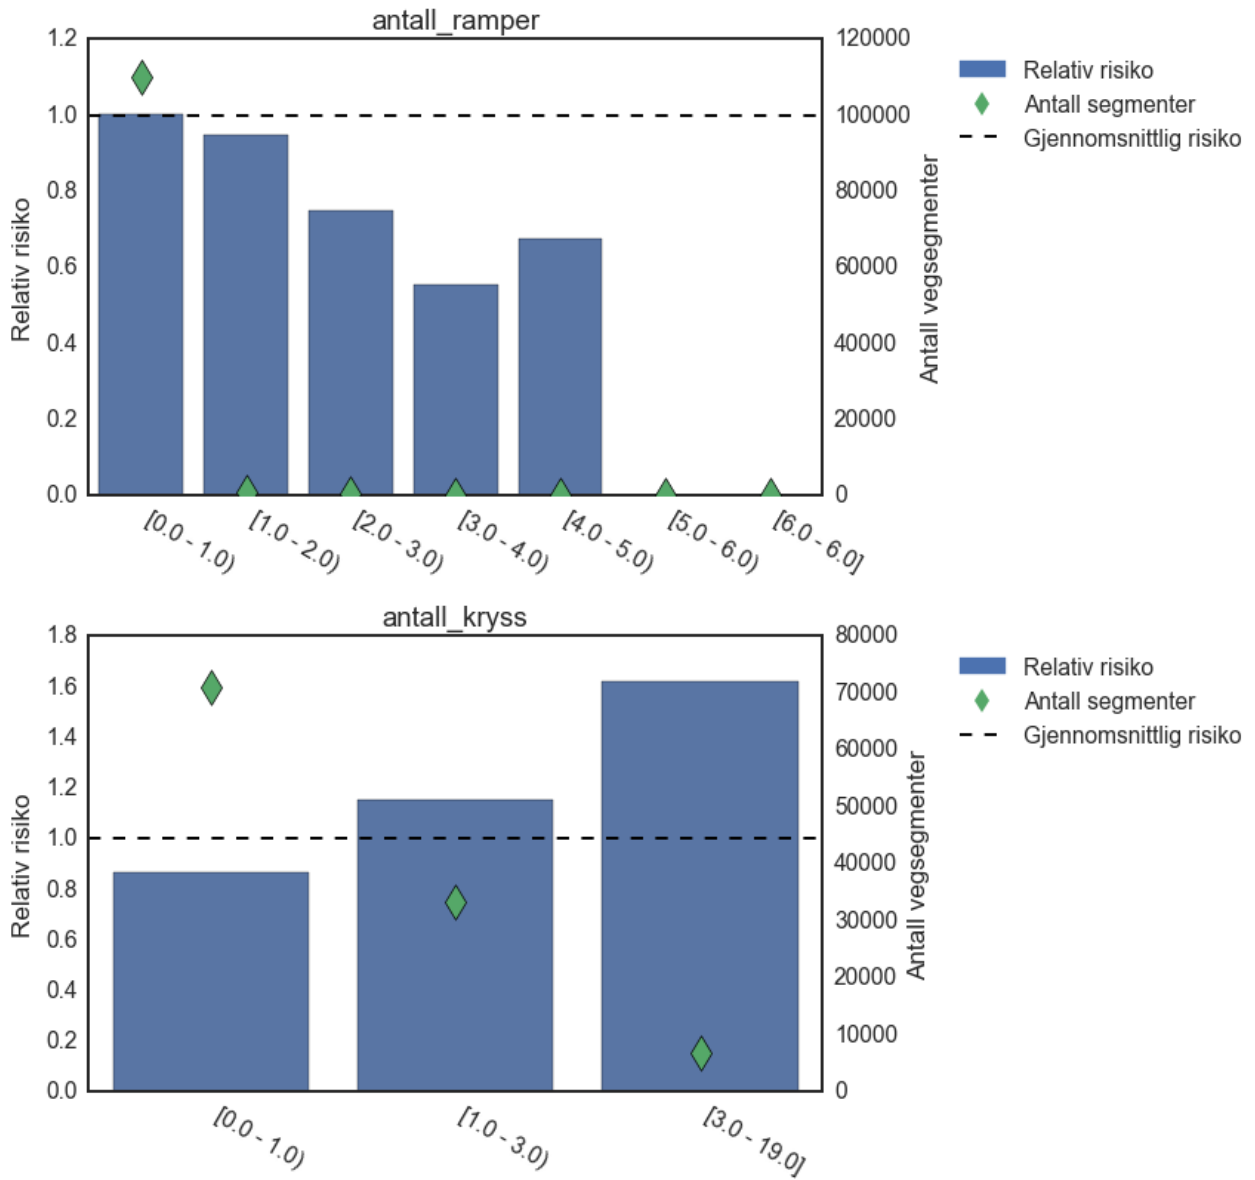 antall_ramper
1.2
1.0
0.8
0.6
0.4
0.2
0.0
Relativ risiko
120000
100000
80000
60000
40000
20000
0
Antall vegsegmenter
[0.0 - 1.0)
[1.0 - 2.0)
[2.0 - 3.0)
[3.0 - 4.0)
[4.0 - 5.0)
[5.0 - 6.0)
[6.0 - 6.0]
Relativ risiko
Antall segmenter
Gjennomsnittlig risiko
antall_kryss
1.8
1.6
1.4
1.2
1.0
0.8
0.6
0.4
0.2
0.0
Relativ risiko
80000
70000
60000
50000
40000
30000
20000
10000
0
Antall vegsegmenter
[0.0 - 1.0)
[1.0 - 3.0)
[3.0 - 19.0]
Relativ risiko
Antall segmenter
Gjennomsnittlig risiko